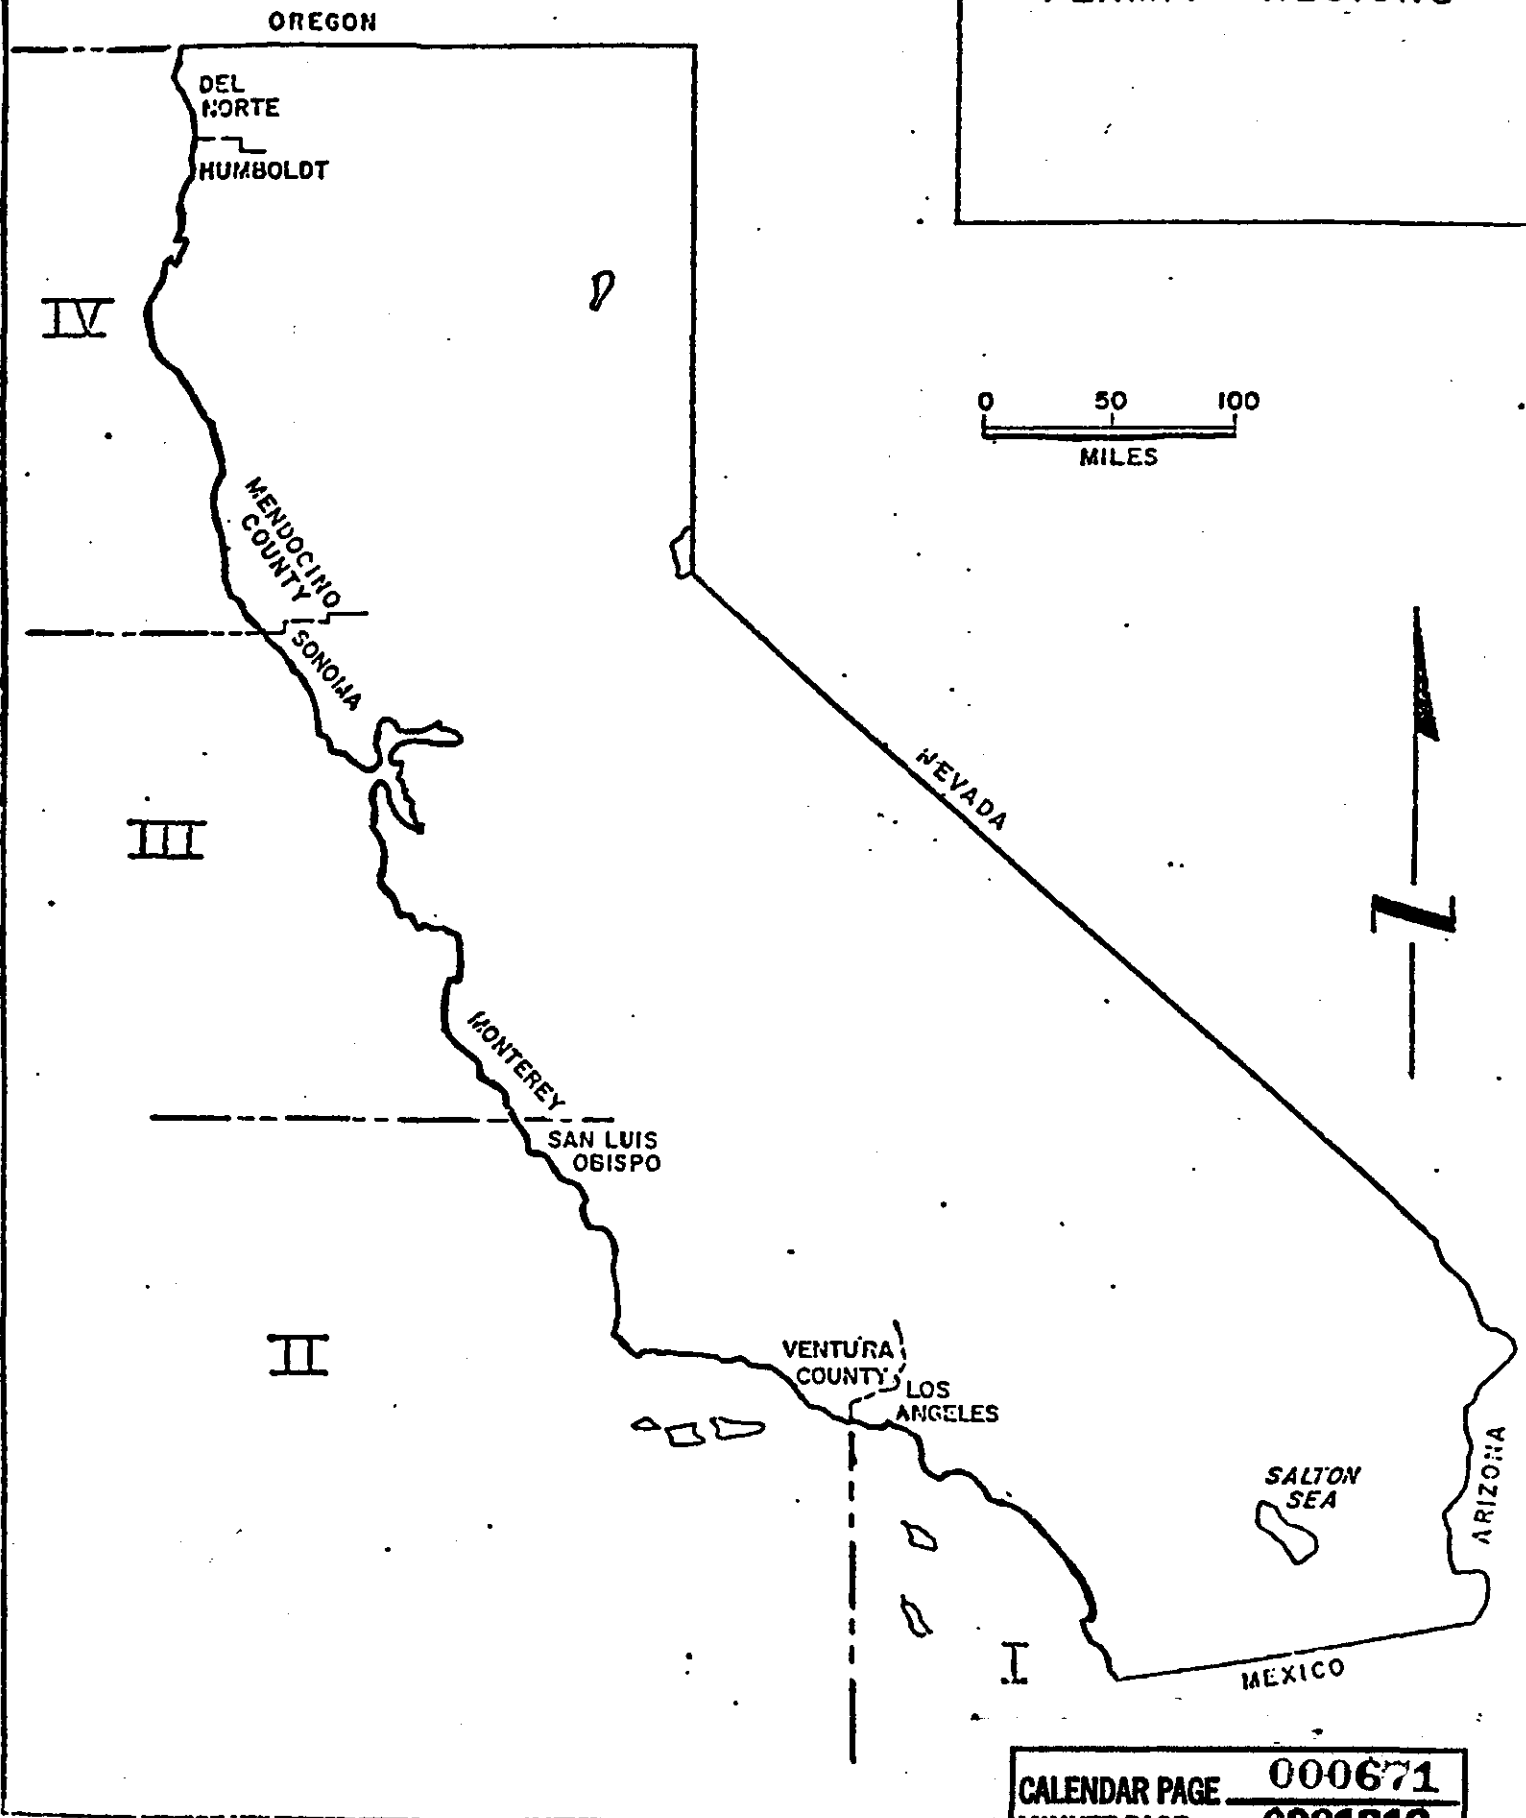 OREGON
DEL
NORTE
HUMBOLDT
IV
0 50 100
MILES
MENDOCINO
COUNTY
SONOMA
NEVADA
III
Z
MONTEREY
SAN LUIS
OBISPO
II
VENTURA
COUNTY
LOS
ANGELES
SALTON
SEA
ARIZONA
I
MEXICO
CALENDAR PAGE 000671